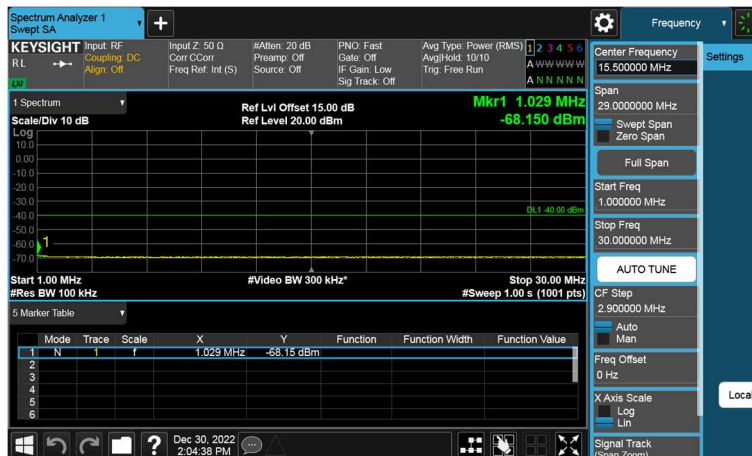 Spectrum Analyzer 1
Swept SA
Frequency
KEYSIGHT
RL
LXI
Input: RF
Coupling: DC
Align: Off
Input Z: 50 Ω
Corr CCorr
Freq Ref: Int (S)
#Atten: 20 dB
Preamp: Off
Source: Off
PNO: Fast
Gate: Off
IF Gain: Low
Sig Track: Off
Avg Type: Power (RMS)
Avg|Hold: 10/10
Trig: Free Run
1 2 3 4 5 6
A W W W W W
A N N N N N
1 Spectrum
Scale/Div 10 dB
Ref Lvl Offset 15.00 dB
Ref Level 20.00 dBm
Mkr1 1.029 MHz
-68.150 dBm
Log
10.0
0.00
-10.0
-20.0
-30.0
-40.0
-50.0
-60.0
-70.0
DL1 -40.00 dBm
1
Start 1.00 MHz
#Video BW 300 kHz*
Stop 30.00 MHz
#Res BW 100 kHz
#Sweep 1.00 s (1001 pts)
5 Marker Table
Mode Trace Scale X Y Function Function Width Function Value
1 N 1 f 1.029 MHz -68.15 dBm
2
3
4
5
6
Dec 30, 2022
2:04:38 PM
Center Frequency
15.500000 MHz
Settings
Span
29.0000000 MHz
Swept Span
Zero Span
Full Span
Start Freq
1.000000 MHz
Stop Freq
30.000000 MHz
AUTO TUNE
CF Step
2.900000 MHz
Auto
Man
Freq Offset
0 Hz
X Axis Scale
Log
Lin
Local
Signal Track
(Span Zoom)